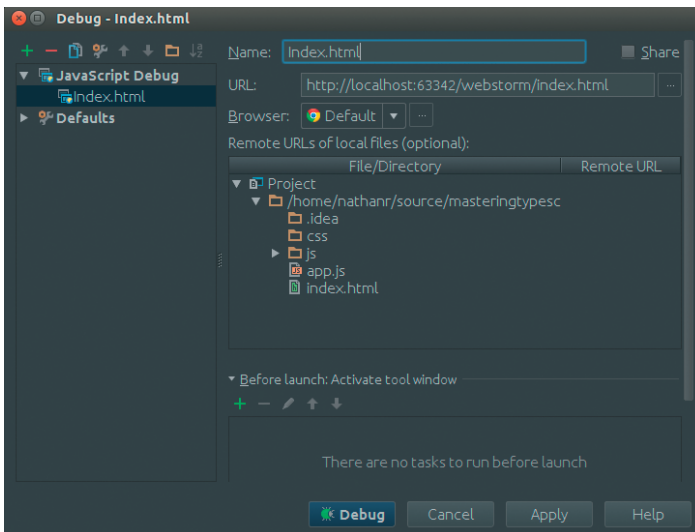 Debug - Index.html
Name: Index.html Share
JavaScript Debug
Index.html
Defaults
URL: http://localhost:63342/webstorm/index.html ...
Browser: Default ...
Remote URLs of local files (optional):
File/Directory Remote URL
Project
/home/nathanr/source/masteringtypesc
.idea
css
js
app.js
index.html
Before launch: Activate tool window
There are no tasks to run before launch
Debug Cancel Apply Help